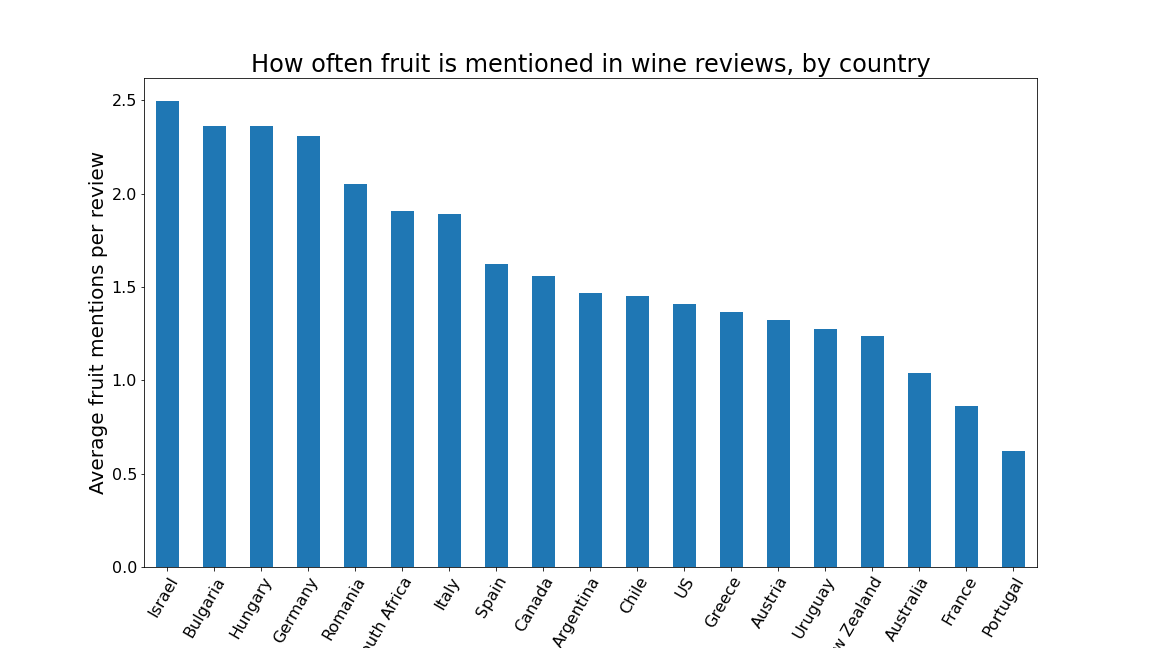 How often fruit is mentioned in wine reviews, by country
Average fruit mentions per review
2.5
2.0
1.5
1.0
0.5
0.0
Israel
Bulgaria
Hungary
Germany
Romania
outh Africa
Italy
Spain
Canada
Argentina
Chile
US
Greece
Austria
Uruguay
w Zealand
Australia
France
Portugal